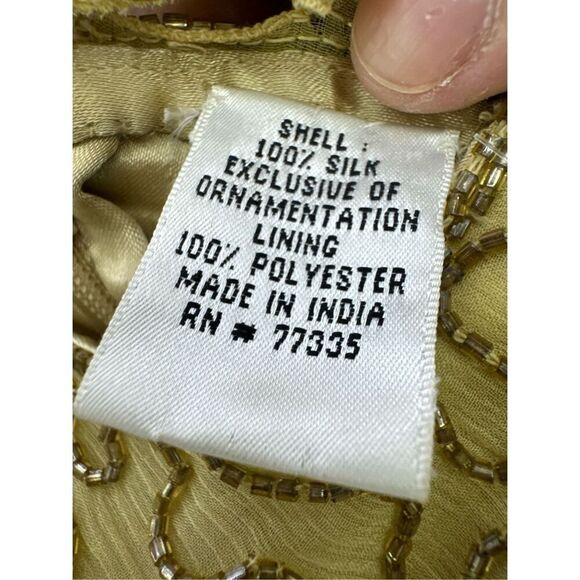 SHELL :
100% SILK
EXCLUSIVE OF
ORNAMENTATION
LINING
100% POLYESTER
MADE IN INDIA
RN # 77335